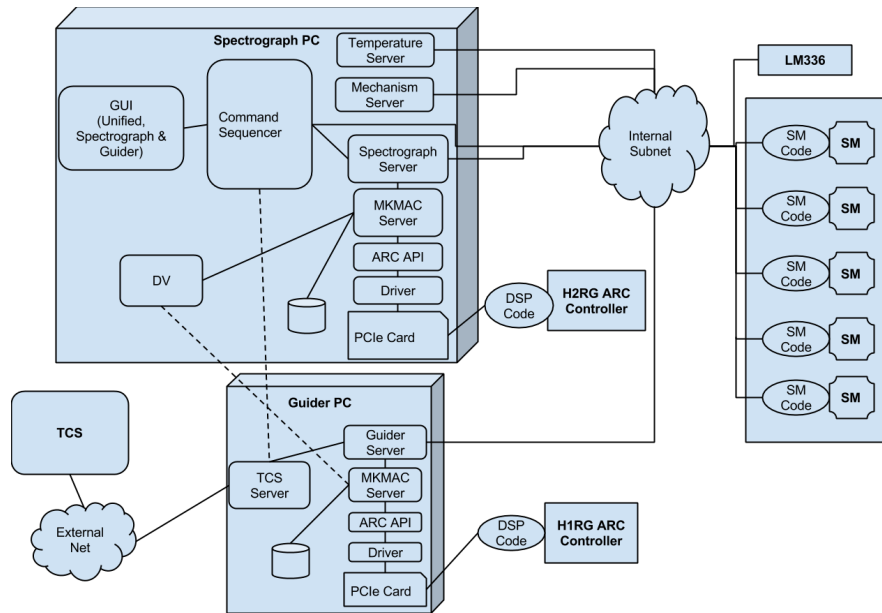 Spectrograph PC
Temperature
Server
LM336
Mechanism
Server
GUI
(Unified,
Spectrograph &
Guider)
Command
Sequencer
Internal
Subnet
SM
Code
SM
Spectrograph
Server
SM
Code
SM
MKMAC
Server
ARC API
SM
Code
SM
DV
Driver
DSP
Code
H2RG ARC
Controller
PCIe Card
SM
Code
SM
SM
Code
SM
Guider PC
TCS
Guider
Server
TCS
Server
MKMAC
Server
External
Net
ARC API
DSP
Code
H1RG ARC
Controller
Driver
PCIe Card